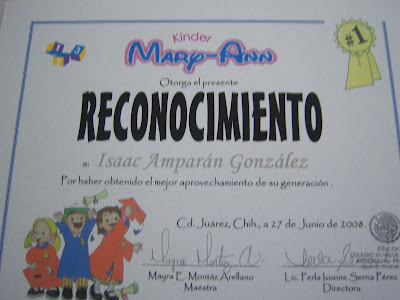 Kinder
MARY-ANN
#1
Otorga el presente
RECONOCIMIENTO
a: Isaac Amparán González
Por haber obtenido el mejor aprovechamiento de su generación .
Cd. Juárez, Chih., a 27 de Junio de 2008.
Mayra E. Montáz Arellano
Maestra
Lic. Perla Ivonne Serna Pérez
Directora